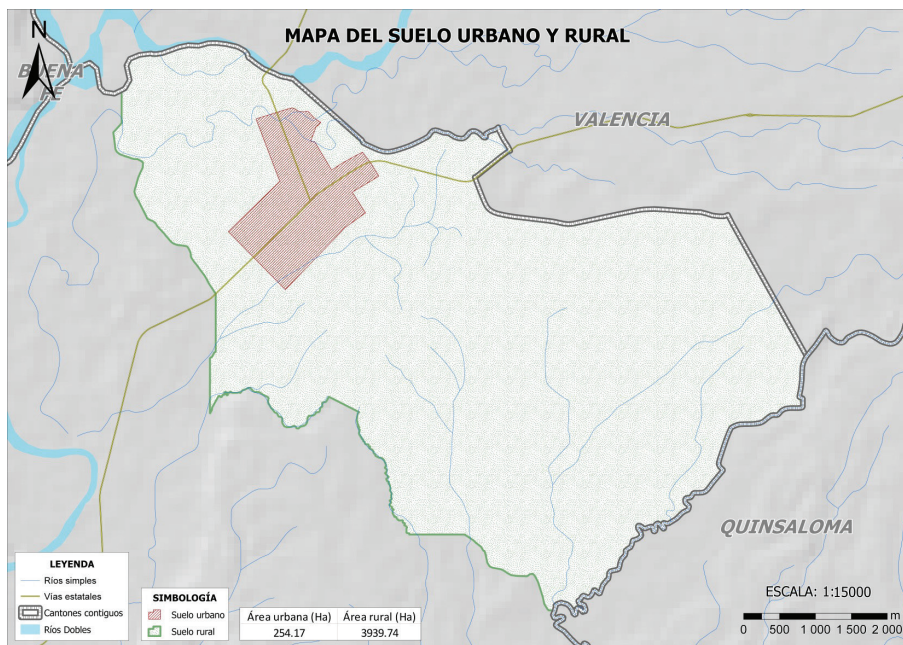 MAPA DEL SUELO URBANO Y RURAL
N
BUENA
FE
VALENCIA
QUINSALOMA
LEYENDA
Ríos simples
Vías estatales
Cantones contiguos
Ríos Dobles
SIMBOLOGÍA
Suelo urbano
Suelo rural
Área urbana (Ha) Área rural (Ha)
254.17 3939.74
ESCALA: 1:15000
0 500 1 000 1 500 2 000 m